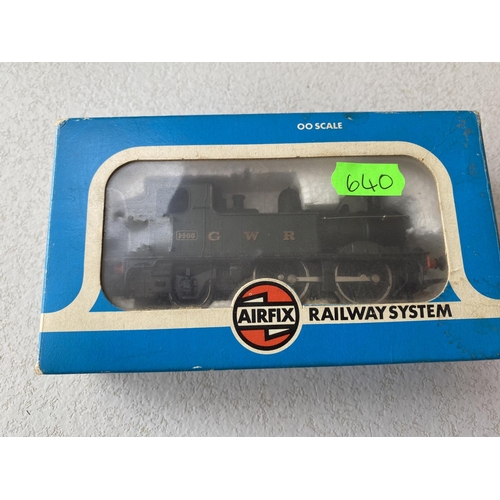 OO SCALE
640
G W R
AIRFIX RAILWAY SYSTEM